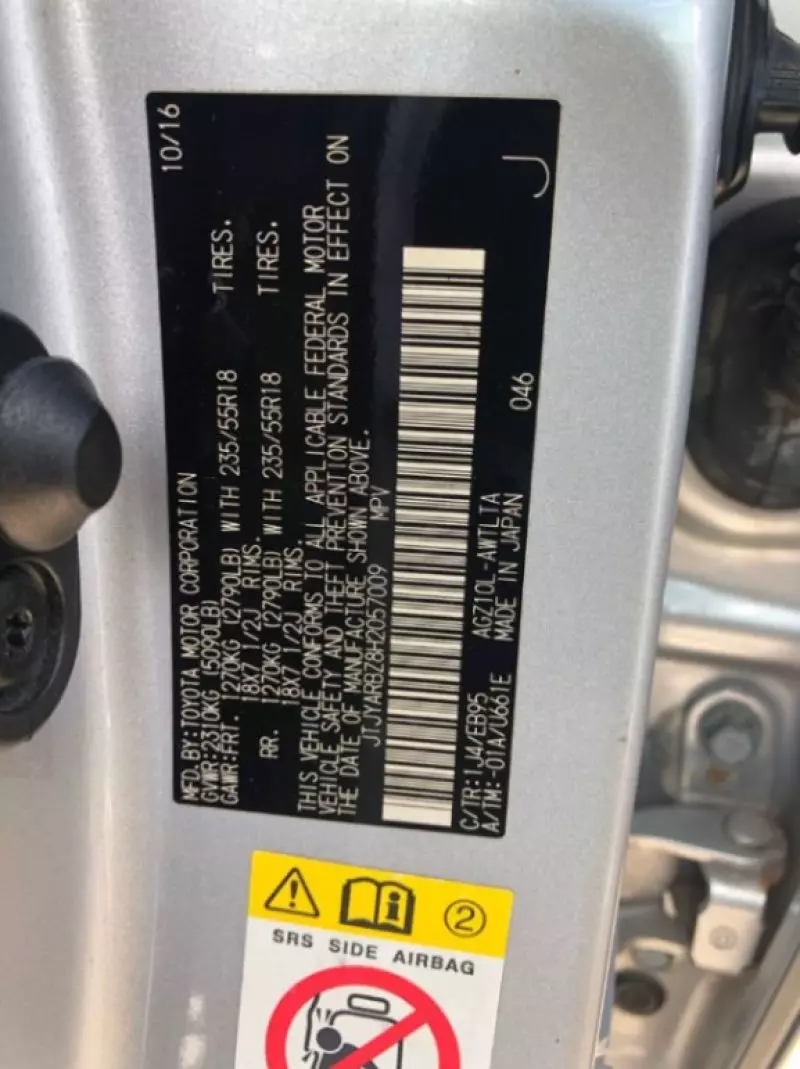 MFD.BY:TOYOTA MOTOR CORPORATION 10/16
GVWR:2310KG (5090LB)
GAWR:FRT. 1270KG (2790LB) WITH 235/55R18 TIRES.
18X7 1/2J RIMS.
RR. 1270KG (2790LB) WITH 235/55R18 TIRES.
18X7 1/2J RIMS.
THIS VEHICLE CONFORMS TO ALL APPLICABLE FEDERAL MOTOR
VEHICLE SAFETY AND THEFT PREVENTION STANDARDS IN EFFECT ON
THE DATE OF MANUFACTURE SHOWN ABOVE.
JTJYARBZ8H2057009 MPV
C/TR:1J4/EB95 AGZ10L-AWTLTA 046
A/TM:-01A/U661E MADE IN JAPAN
J
2
SRS SIDE AIRBAG